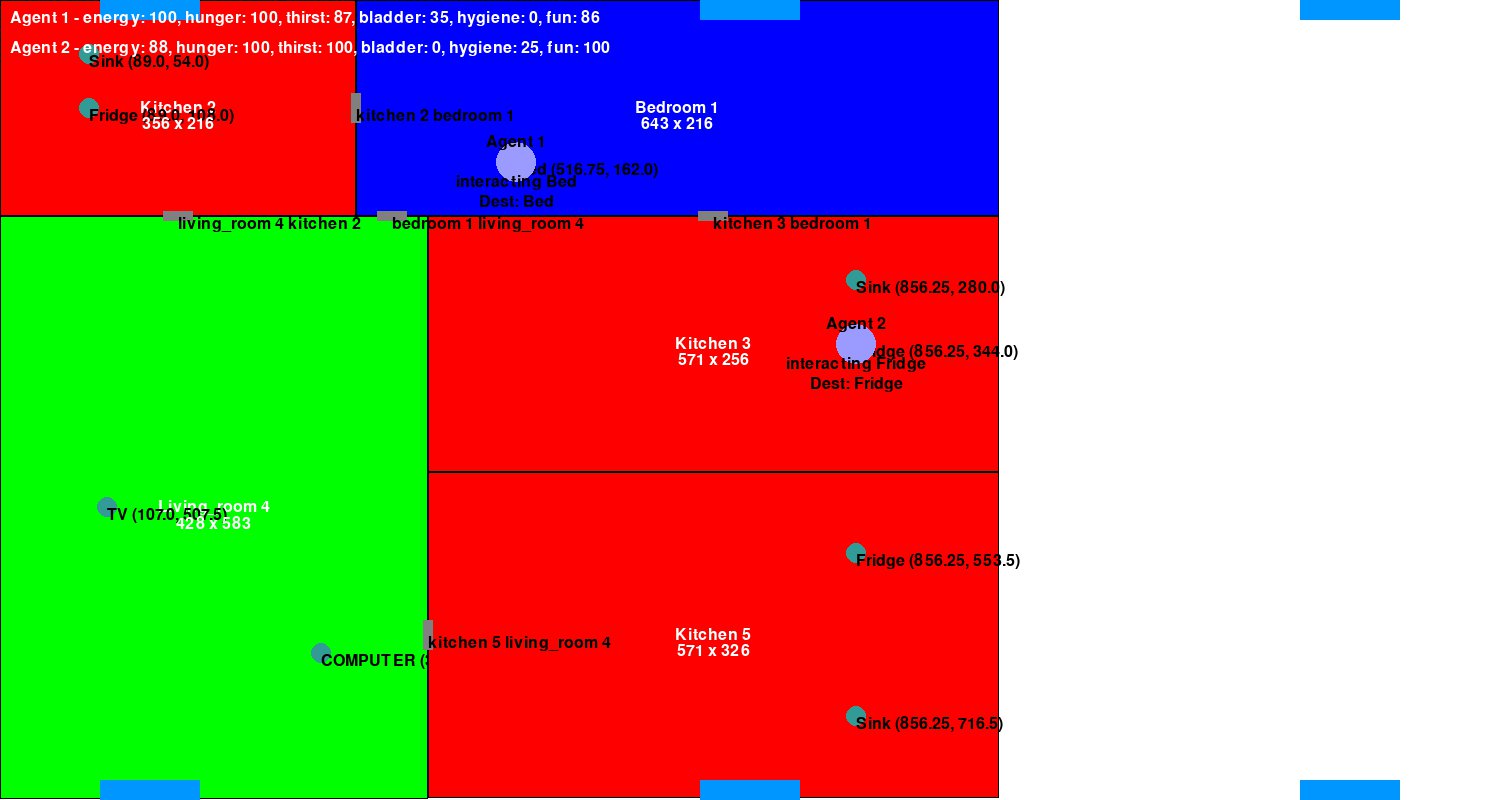 Agent 1 - energy: 100, hunger: 100, thirst: 87, bladder: 35, hygiene: 0, fun: 86
Agent 2 - energy: 88, hunger: 100, thirst: 100, bladder: 0, hygiene: 25, fun: 100
Sink (89.0, 54.0)
Kitchen 2
Fridge (89.0, 108.0)
356 x 216
kitchen 2 bedroom 1
Bedroom 1
643 x 216
Agent 1
(516.75, 162.0)
interacting Bed
Dest: Bed
living_room 4 kitchen 2
bedroom 1 living_room 4
kitchen 3 bedroom 1
Sink (856.25, 280.0)
Agent 2
Kitchen 3
571 x 256
(856.25, 344.0)
interacting Fridge
Dest: Fridge
Living_room 4
TV (107.0, 507.5)
428 x 583
Fridge (856.25, 553.5)
kitchen 5 living_room 4
Kitchen 5
571 x 326
COMPUTER
Sink (856.25, 716.5)